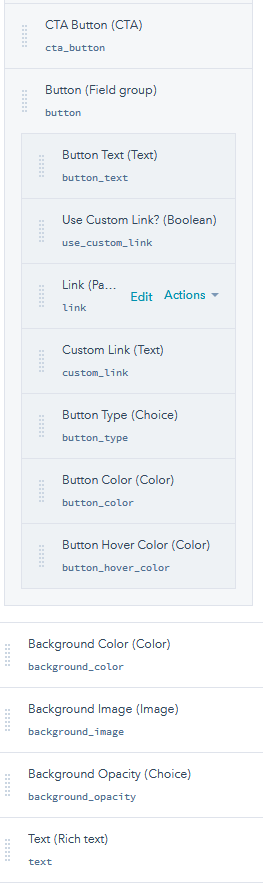 CTA Button (CTA)
cta_button
Button (Field group)
button
Button Text (Text)
button_text
Use Custom Link? (Boolean)
use_custom_link
Link (Pa... Edit Actions
link
Custom Link (Text)
custom_link
Button Type (Choice)
button_type
Button Color (Color)
button_color
Button Hover Color (Color)
button_hover_color
Background Color (Color)
background_color
Background Image (Image)
background_image
Background Opacity (Choice)
background_opacity
Text (Rich text)
text